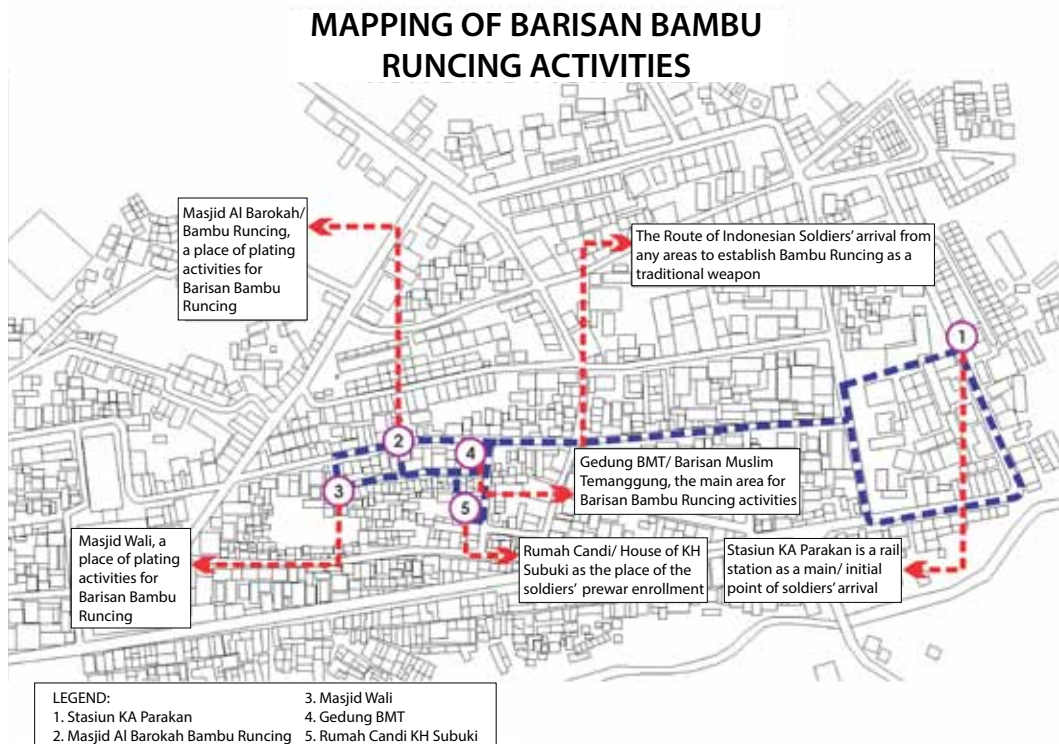 MAPPING OF BARISAN BAMBU
RUNCING ACTIVITIES
Masjid Al Barokah/
Bambu Runcing,
a place of plating
activities for
Barisan Bambu
Runcing
The Route of Indonesian Soldiers' arrival from
any areas to establish Bambu Runcing as a
traditional weapon
1
2
4
3
5
Gedung BMT/ Barisan Muslim
Temanggung, the main area for
Barisan Bambu Runcing activities
Masjid Wali, a
place of plating
activities for
Barisan Bambu
Runcing
Rumah Candi/ House of KH
Subuki as the place of the
soldiers' prewar enrollment
Stasiun KA Parakan is a rail
station as a main/ initial
point of soldiers' arrival
LEGEND:
1. Stasiun KA Parakan
2. Masjid Al Barokah Bambu Runcing
3. Masjid Wali
4. Gedung BMT
5. Rumah Candi KH Subuki